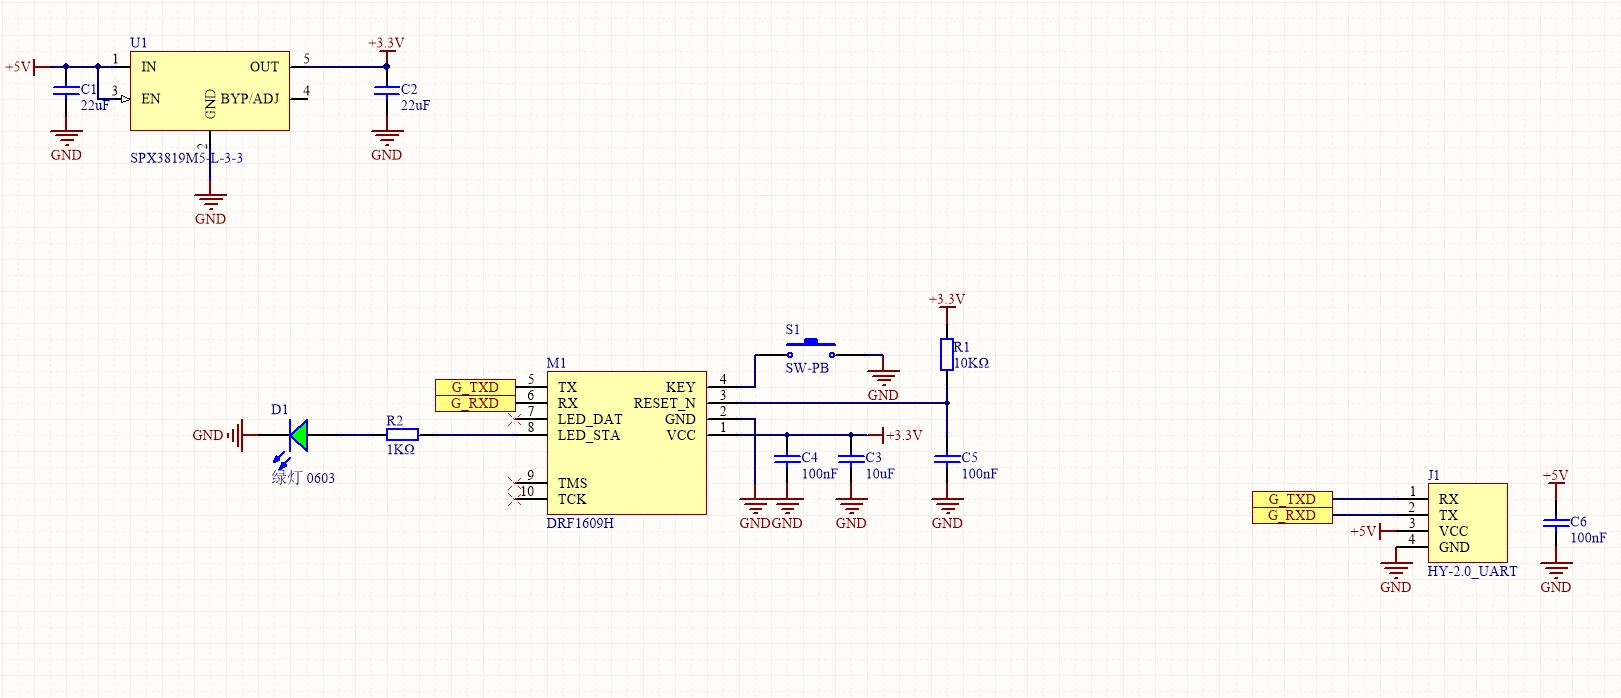 U1
+5V
1
IN
OUT
5
+3.3V
C1
22uF
3
EN
GND
BYP/ADJ
4
C2
22uF
2
GND
SPX3819M5-L-3-3
GND
GND
+3.3V
S1
SW-PB
GND
R1
10KΩ
M1
G_TXD
5
TX
KEY
4
G_RXD
6
RX
RESET_N
3
7
LED_DAT
GND
2
8
LED_STA
VCC
1
+3.3V
9
TMS
10
TCK
DRF1609H
D1
GND
绿灯 0603
R2
1KΩ
C4
100nF
C3
10uF
C5
100nF
GND
GND
GND
GND
J1
G_TXD
1
RX
G_RXD
2
TX
+5V
3
VCC
4
GND
GND
HY-2.0_UART
+5V
C6
100nF
GND